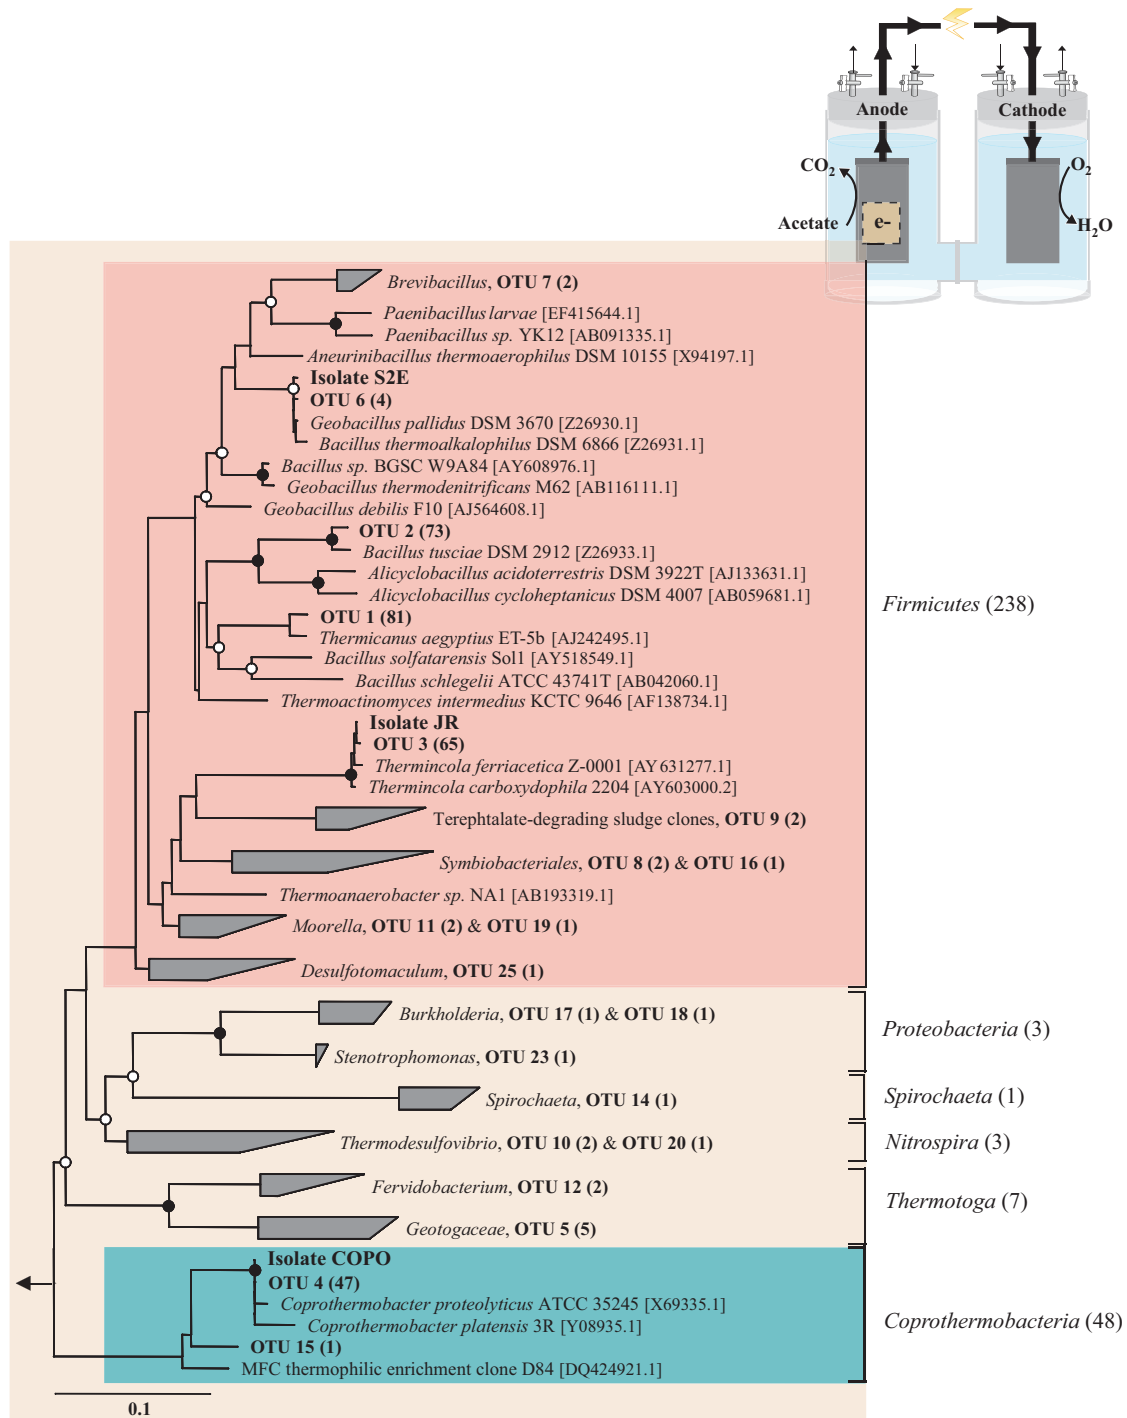 Anode
Cathode
CO2
O2
Acetate
e-
H2O
Brevibacillus, OTU 7 (2)
Paenibacillus larvae [EF415644.1]
Paenibacillus sp. YK12 [AB091335.1]
Aneurinibacillus thermoaerophilus DSM 10155 [X94197.1]
Isolate S2E
OTU 6 (4)
Geobacillus pallidus DSM 3670 [Z26930.1]
Bacillus thermoalkalophilus DSM 6866 [Z26931.1]
Bacillus sp. BGSC W9A84 [AY608976.1]
Geobacillus thermodenitrificans M62 [AB116111.1]
Geobacillus debilis F10 [AJ564608.1]
OTU 2 (73)
Bacillus tusciae DSM 2912 [Z26933.1]
Alicyclobacillus acidoterrestris DSM 3922T [AJ133631.1]
Alicyclobacillus cycloheptanicus DSM 4007 [AB059681.1]
Firmicutes (238)
OTU 1 (81)
Thermicanus aegyptius ET-5b [AJ242495.1]
Bacillus solfatarensis Sol1 [AY518549.1]
Bacillus schlegelii ATCC 43741T [AB042060.1]
Thermoactinomyces intermedius KCTC 9646 [AF138734.1]
Isolate JR
OTU 3 (65)
Thermincola ferriacetica Z-0001 [AY631277.1]
Thermincola carboxydophila 2204 [AY603000.2]
Terephtalate-degrading sludge clones, OTU 9 (2)
Symbiobacteriales, OTU 8 (2) & OTU 16 (1)
Thermoanaerobacter sp. NA1 [AB193319.1]
Moorella, OTU 11 (2) & OTU 19 (1)
Desulfotomaculum, OTU 25 (1)
Burkholderia, OTU 17 (1) & OTU 18 (1)
Proteobacteria (3)
Stenotrophomonas, OTU 23 (1)
Spirochaeta, OTU 14 (1)
Spirochaeta (1)
Thermodesulfovibrio, OTU 10 (2) & OTU 20 (1)
Nitrospira (3)
Fervidobacterium, OTU 12 (2)
Thermotoga (7)
Geotogaceae, OTU 5 (5)
Isolate COPO
OTU 4 (47)
Coprothermobacter proteolyticus ATCC 35245 [X69335.1]
Coprothermobacter platensis 3R [Y08935.1]
Coprothermobacteria (48)
OTU 15 (1)
MFC thermophilic enrichment clone D84 [DQ424921.1]
0.1